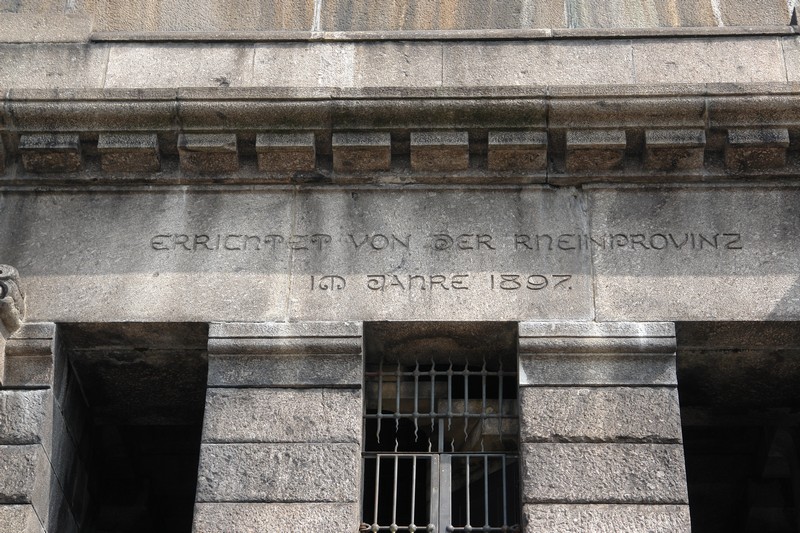 ERRICHTET VON DER RHEINPROVINZ
IM JAHRE 1897.